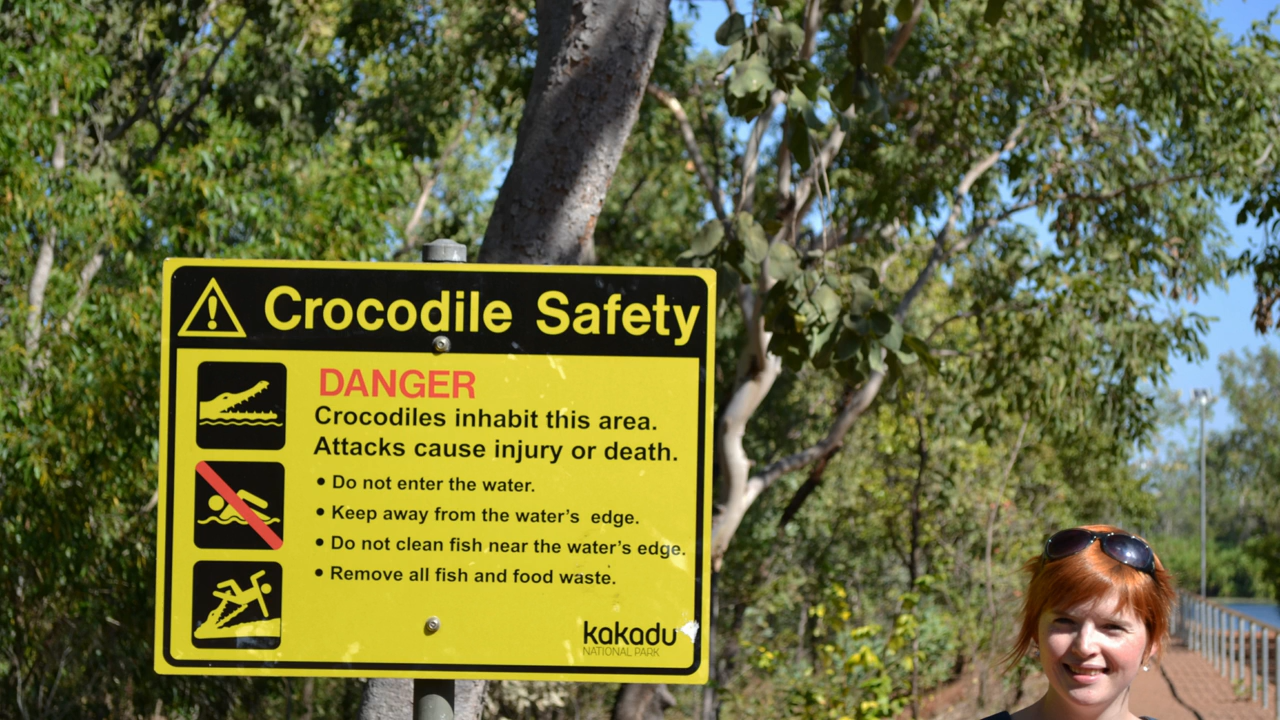 Crocodile Safety
DANGER
Crocodiles inhabit this area.
Attacks cause injury or death.
• Do not enter the water.
• Keep away from the water's edge.
• Do not clean fish near the water's edge.
• Remove all fish and food waste.
kakadu
NATIONAL PARK